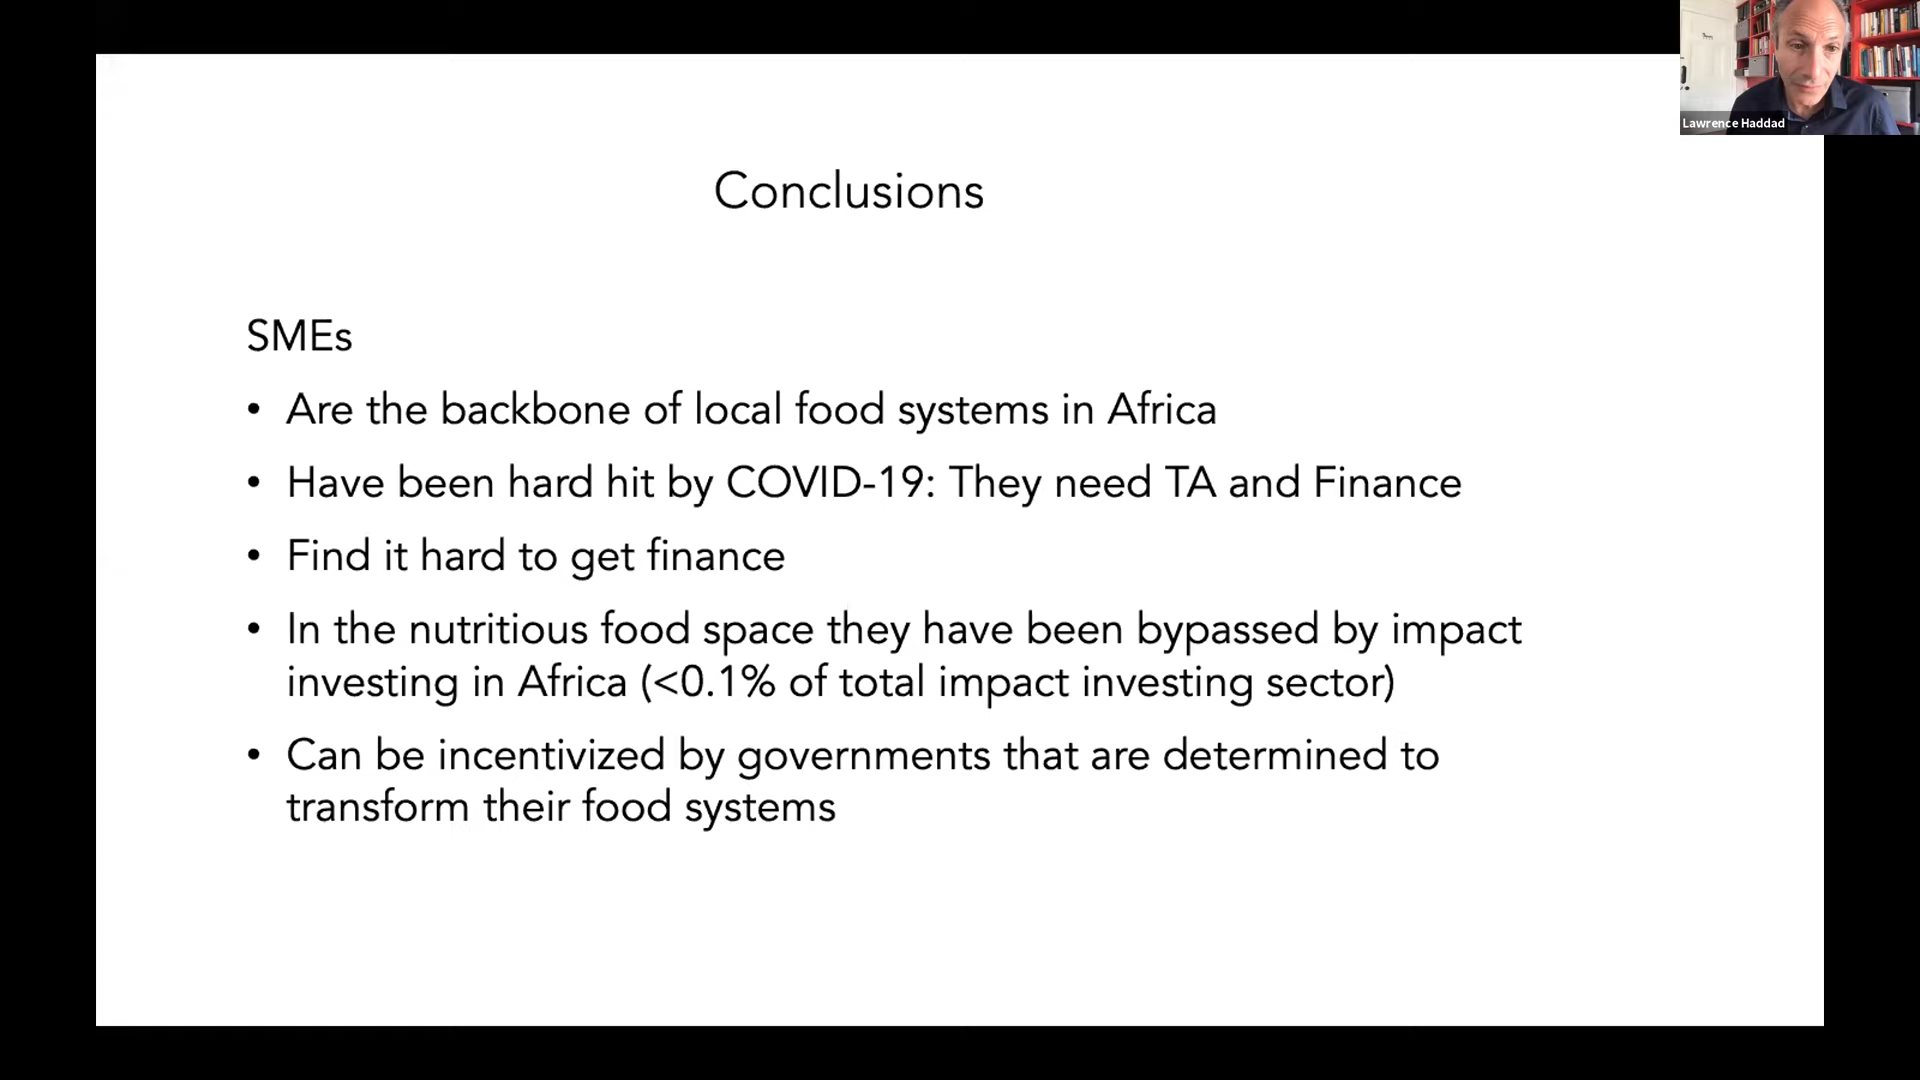 Lawrence Haddad
Conclusions
SMEs
• Are the backbone of local food systems in Africa
• Have been hard hit by COVID-19: They need TA and Finance
• Find it hard to get finance
• In the nutritious food space they have been bypassed by impact
investing in Africa (<0.1% of total impact investing sector)
• Can be incentivized by governments that are determined to
transform their food systems